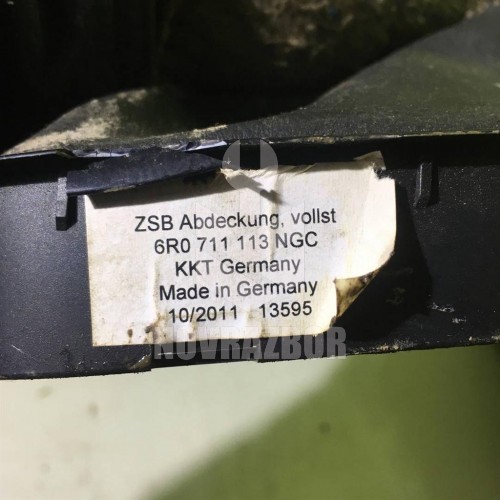 ZSB Abdeckung, vollst
6R0 711 113 NGC
KKT Germany
Made in Germany
10/2011 13595
NOVRAZBOR